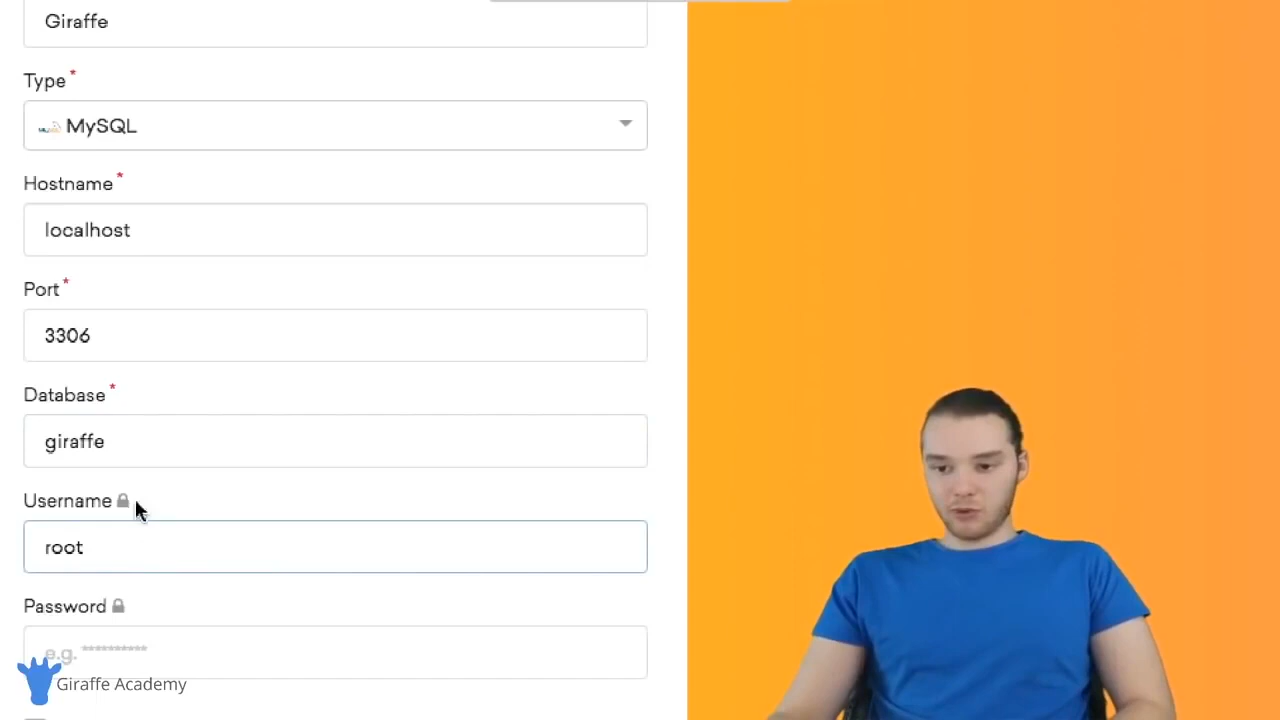 Giraffe
Type *
MySQL
Hostname *
localhost
Port *
3306
Database *
giraffe
Username
root
Password
e.g. **********
Giraffe Academy